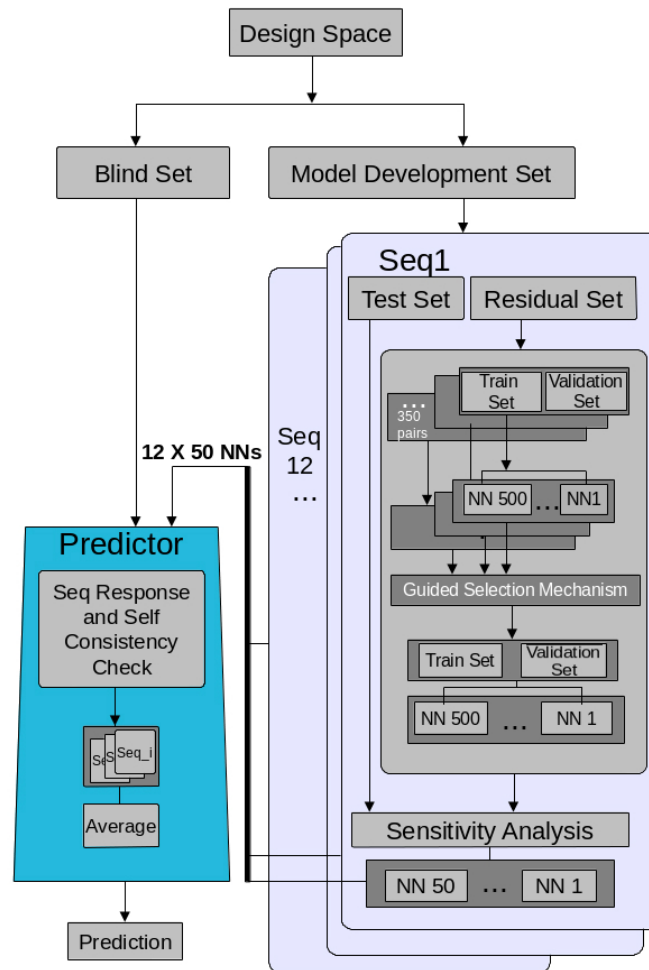 Design Space
Blind Set
Model Development Set
Seq1
Test Set
Residual Set
Train
Set
Validation
Set
...
350
pairs
Seq
12
...
12 X 50 NNs
NN 500
...
NN1
Predictor
Seq Response
and Self
Consistency
Check
Guided Selection Mechanism
Train Set
Validation
Set
NN 500
...
NN 1
Seq_i
Average
Sensitivity Analysis
NN 50
...
NN 1
Prediction